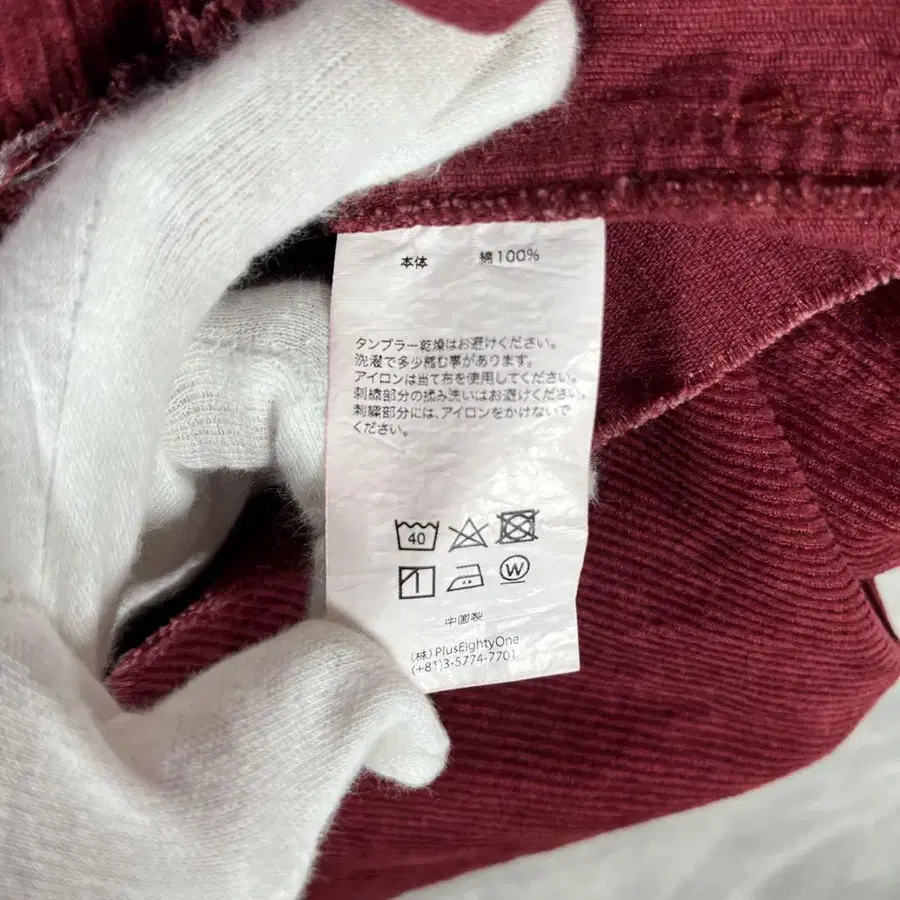 本体 綿100%
タンブラー乾燥はお避けください。
洗濯で多少縮む事があります。
アイロンは当て布を使用してください。
刺繍部分の揉み洗いはお避けください。
刺繍部分には、アイロンをかけないで
ください。
40
W
中国製
(株) PlusEightyOne
(+81)3-5774-7701